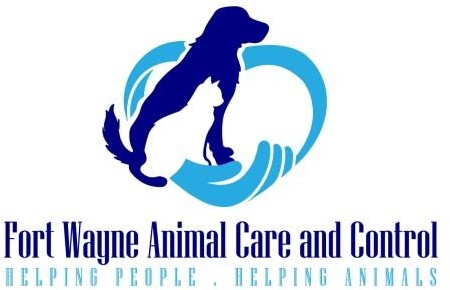 Fort Wayne Animal Care and Control
HELPING PEOPLE . HELPING ANIMALS